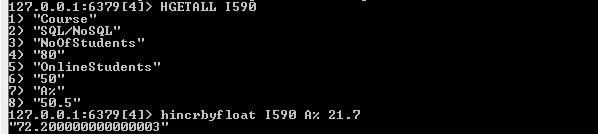 127.0.0.1:6379[4]> HGETALL I590
1) "Course"
2) "SQL/NoSQL"
3) "NoOfStudents"
4) "80"
5) "OnlineStudents"
6) "50"
7) "A%"
8) "50.5"
127.0.0.1:6379[4]> hincrbyfloat I590 A% 21.7
"72.200000000000003"